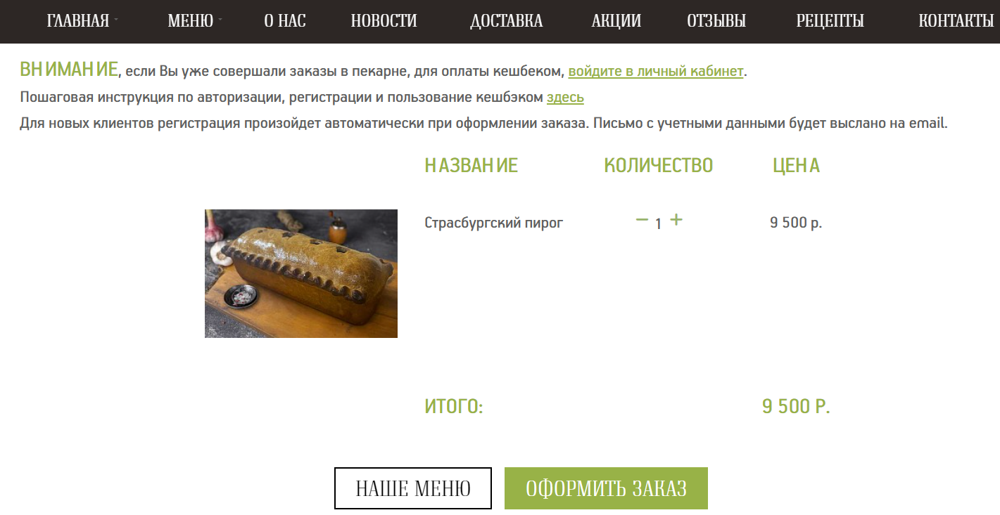 ГЛАВНАЯ МЕНЮ О НАС НОВОСТИ ДОСТАВКА АКЦИИ ОТЗЫВЫ РЕЦЕПТЫ КОНТАКТЫ
ВНИМАНИЕ, если Вы уже совершали заказы в пекарне, для оплаты кешбеком, войдите в личный кабинет.
Пошаговая инструкция по авторизации, регистрации и пользование кешбэком здесь
Для новых клиентов регистрация произойдет автоматически при оформлении заказа. Письмо с учетными данными будет выслано на email.
НАЗВАНИЕ КОЛИЧЕСТВО ЦЕНА
Страсбургский пирог − 1 + 9 500 р.
ИТОГО: 9 500 Р.
НАШЕ МЕНЮ ОФОРМИТЬ ЗАКАЗ